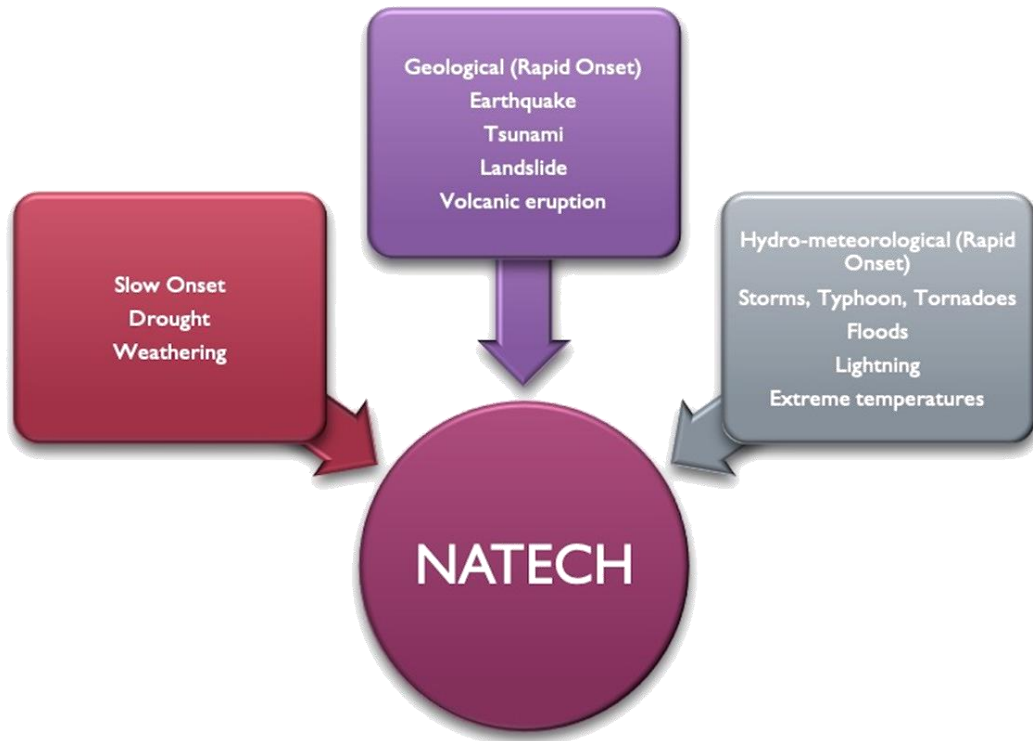 Geological (Rapid Onset)
Earthquake
Tsunami
Landslide
Volcanic eruption
Slow Onset
Drought
Weathering
Hydro-meteorological (Rapid
Onset)
Storms, Typhoon, Tornadoes
Floods
Lightning
Extreme temperatures
NATECH